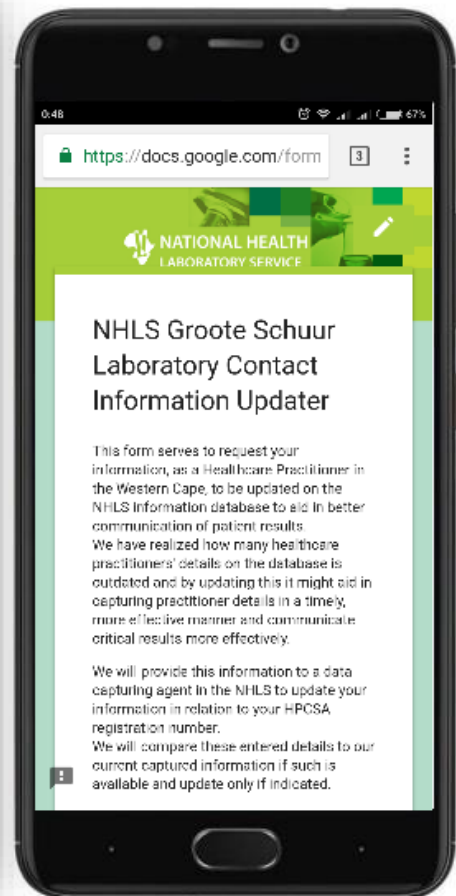 0:48
67%
https://docs.google.com/form
3
NATIONAL HEALTH
LABORATORY SERVICE
NHLS Groote Schuur
Laboratory Contact
Information Updater
This form serves to request your
information, as a Healthcare Practitioner in
the Western Cape, to be updated on the
NHLS information database to aid in better
communication of patient results.
We have realized how many healthcare
practitioners' details on the database is
outdated and by updating this it might aid in
capturing practitioner details in a timely,
more effective manner and communicate
critical results more effectively.
We will provide this information to a data
capturing agent in the NHLS to update your
information in relation to your HPCSA
registration number.
We will compare these entered details to our
current captured information if such is
available and update only if indicated.